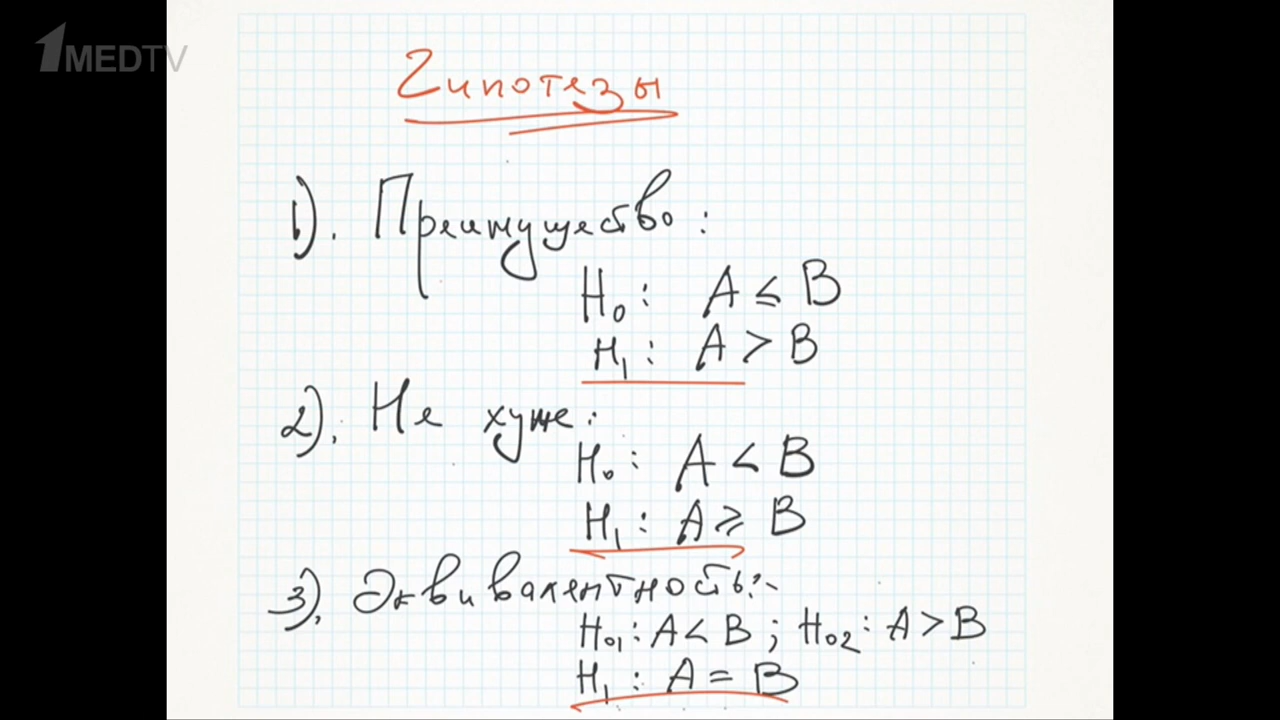 1MEDTV
Гипотезы
1). Преимущество:
H₀: A ≤ B
H₁: A > B
2). Не хуже:
H₀: A < B
H₁: A ⩾ B
3), Эквивалентность:-
H₀₁: A < B ; H₀₂: A > B
H₁: A = B